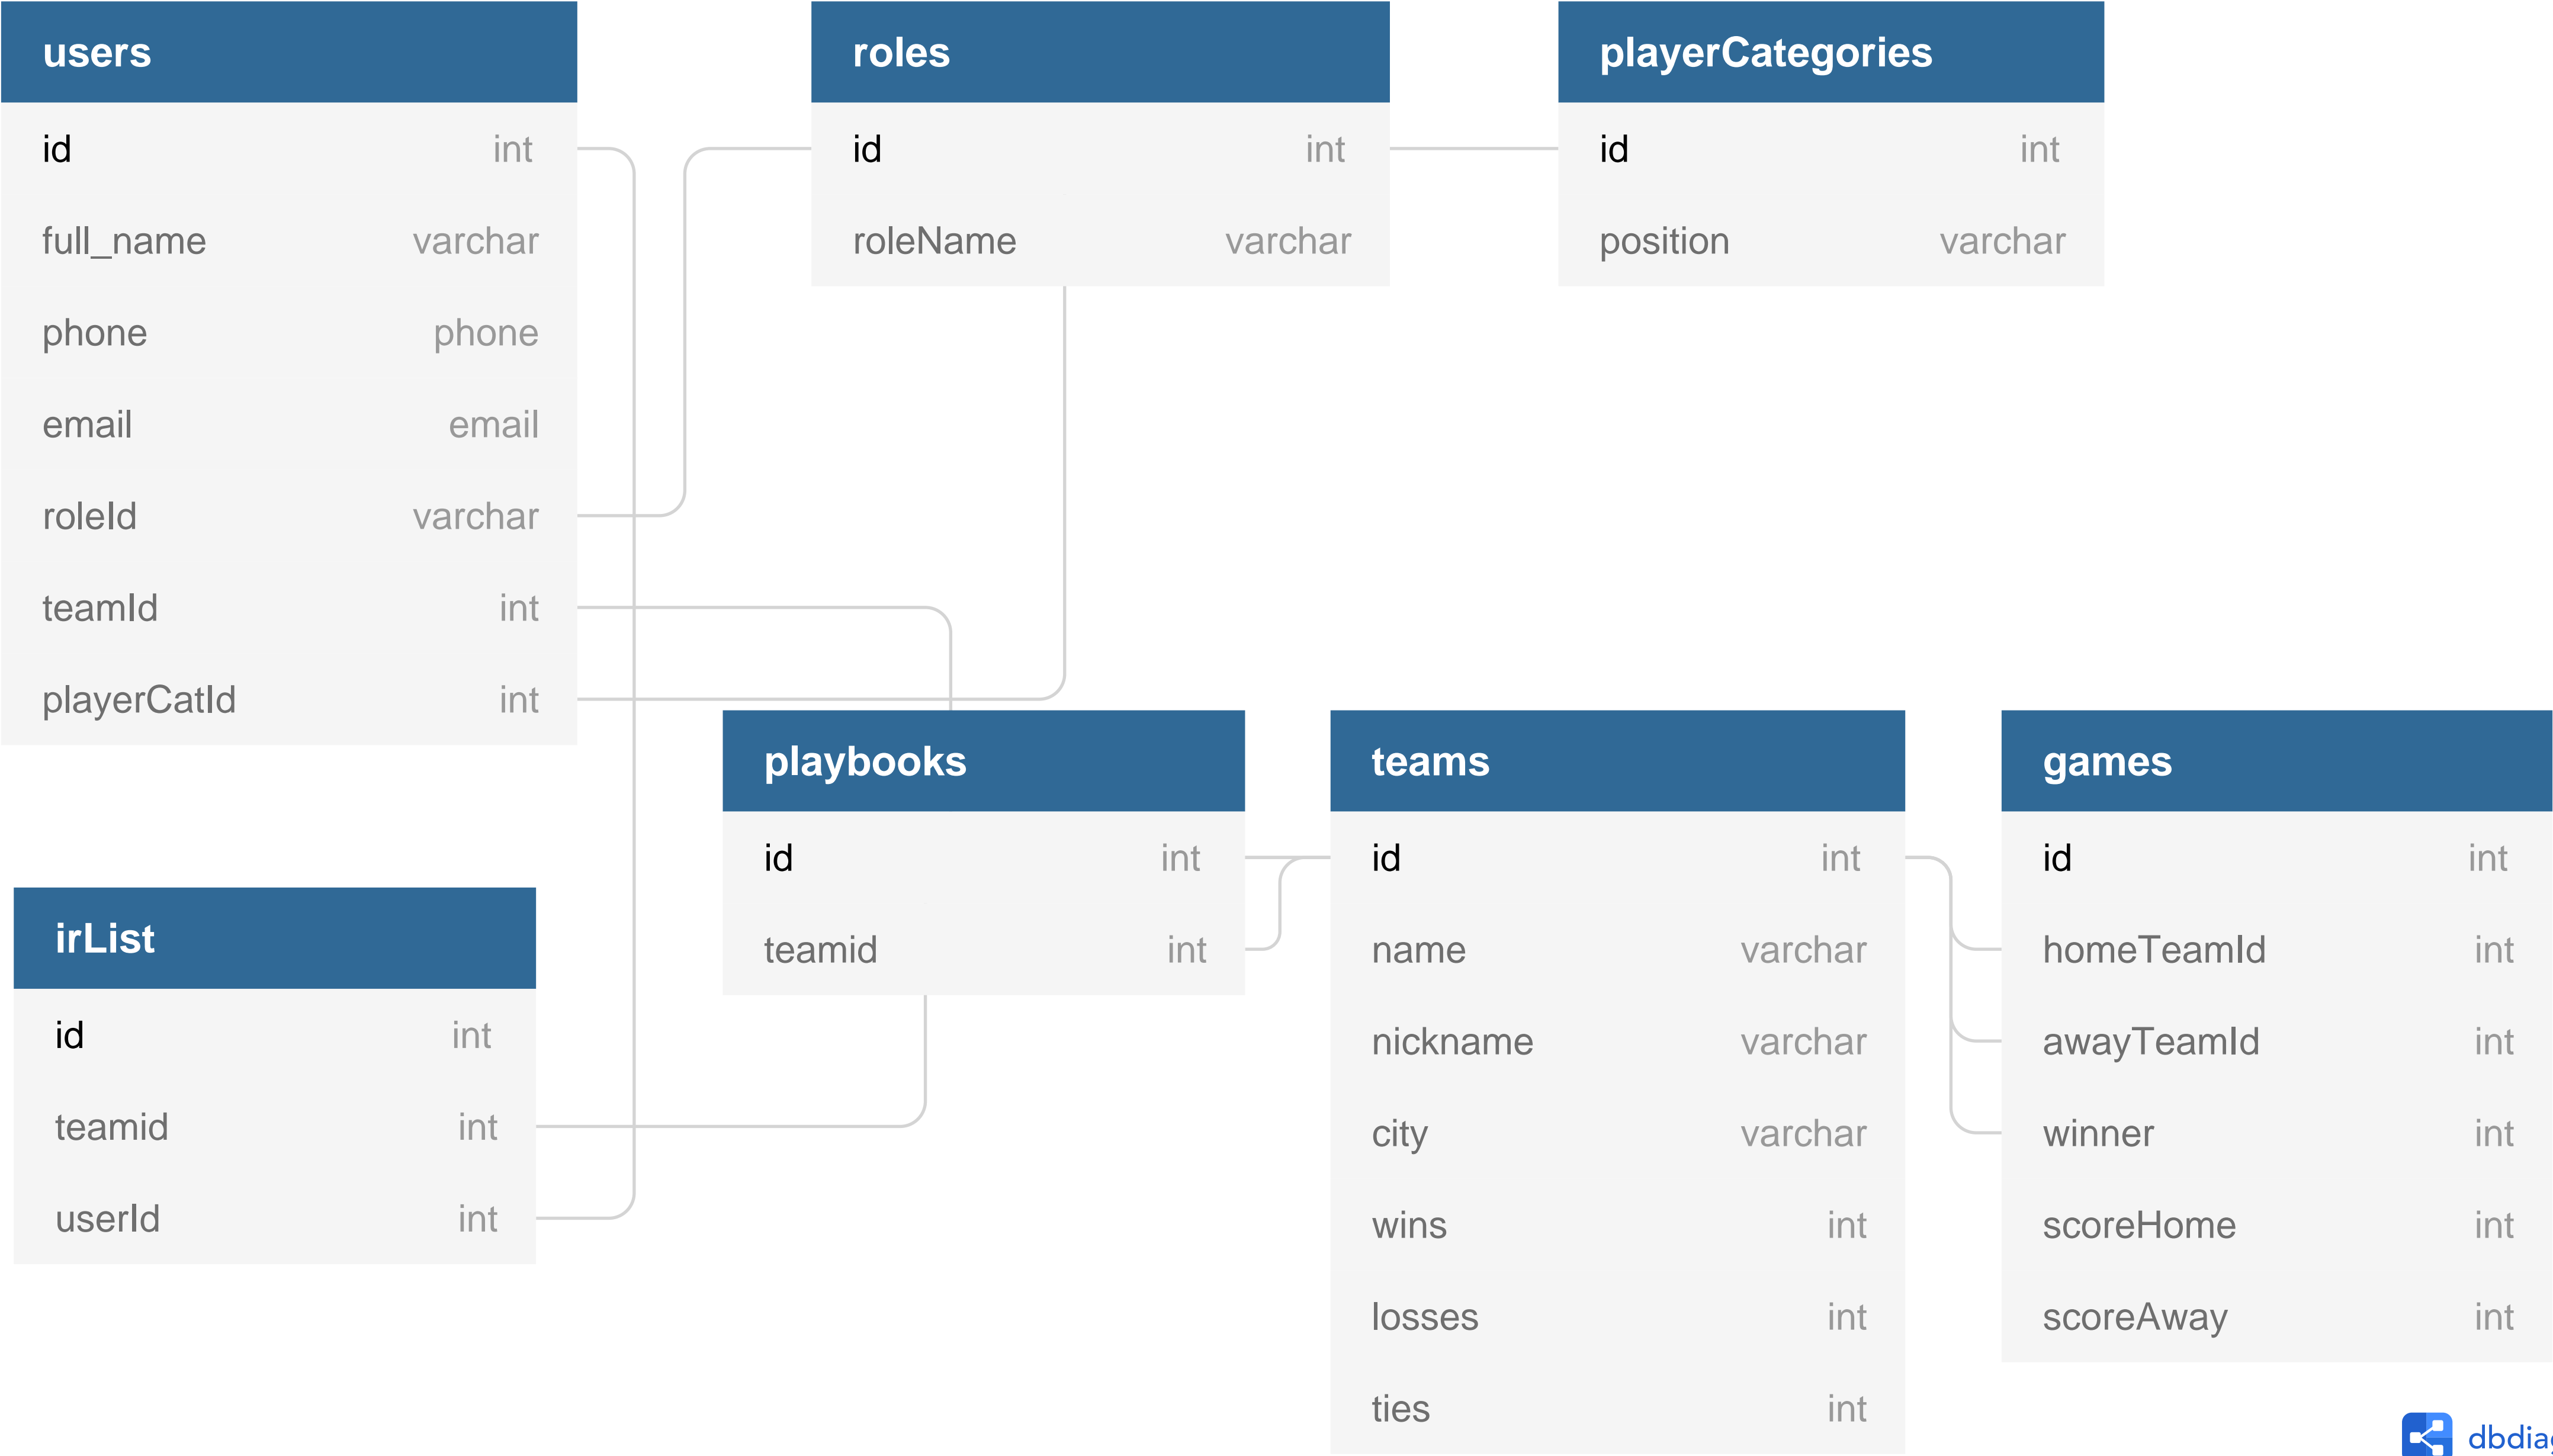 users
id int
full_name varchar
phone phone
email email
roleId varchar
teamId int
playerCatId int
roles
id int
roleName varchar
playerCategories
id int
position varchar
playbooks
id int
teamid int
teams
id int
name varchar
nickname varchar
city varchar
wins int
losses int
ties int
games
id int
homeTeamId int
awayTeamId int
winner int
scoreHome int
scoreAway int
irList
id int
teamid int
userId int